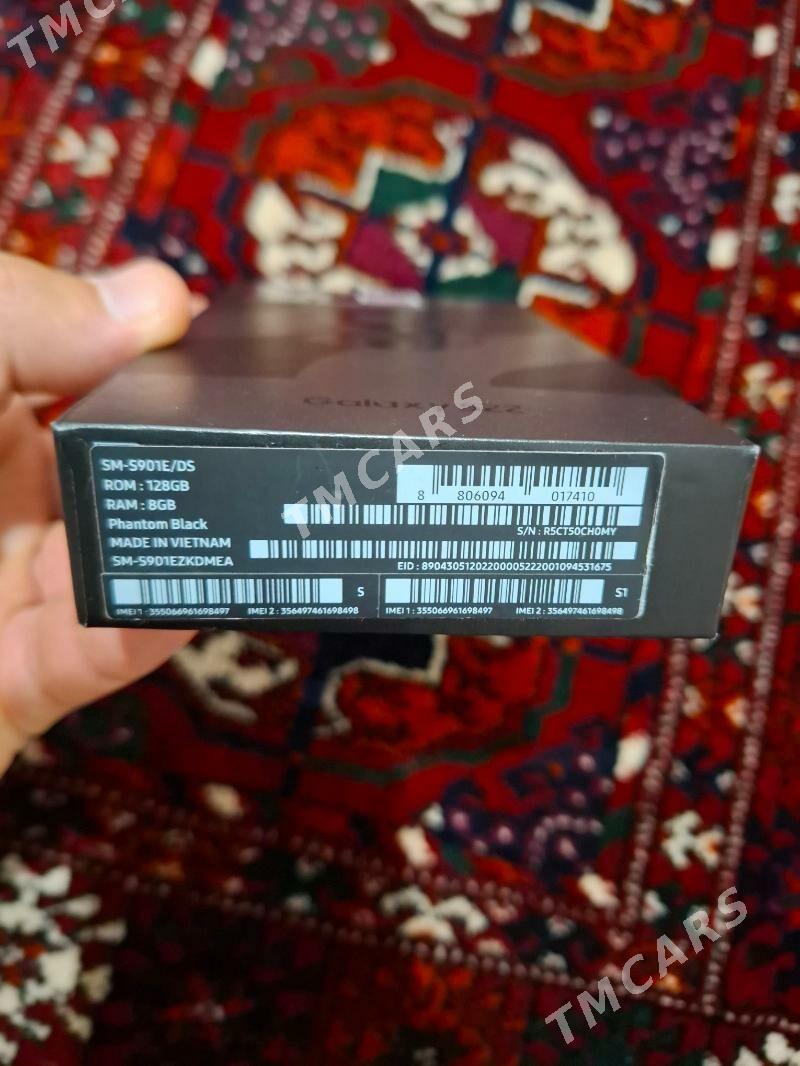 TMCARS
Galaxy S22
TMCARS
SM-S901E/DS
ROM : 128GB
RAM : 8GB
Phantom Black
MADE IN VIETNAM
SM-S901EZKDMEA
8 806094 017410
S/N : R5CT50CH0MY
EID : 89043051202200005222001094531675
S
IMEI 1 : 355066961698497 IMEI 2 : 356497461698498
S1
IMEI 1 : 355066961698497 IMEI 2 : 356497461698498
TMCARS